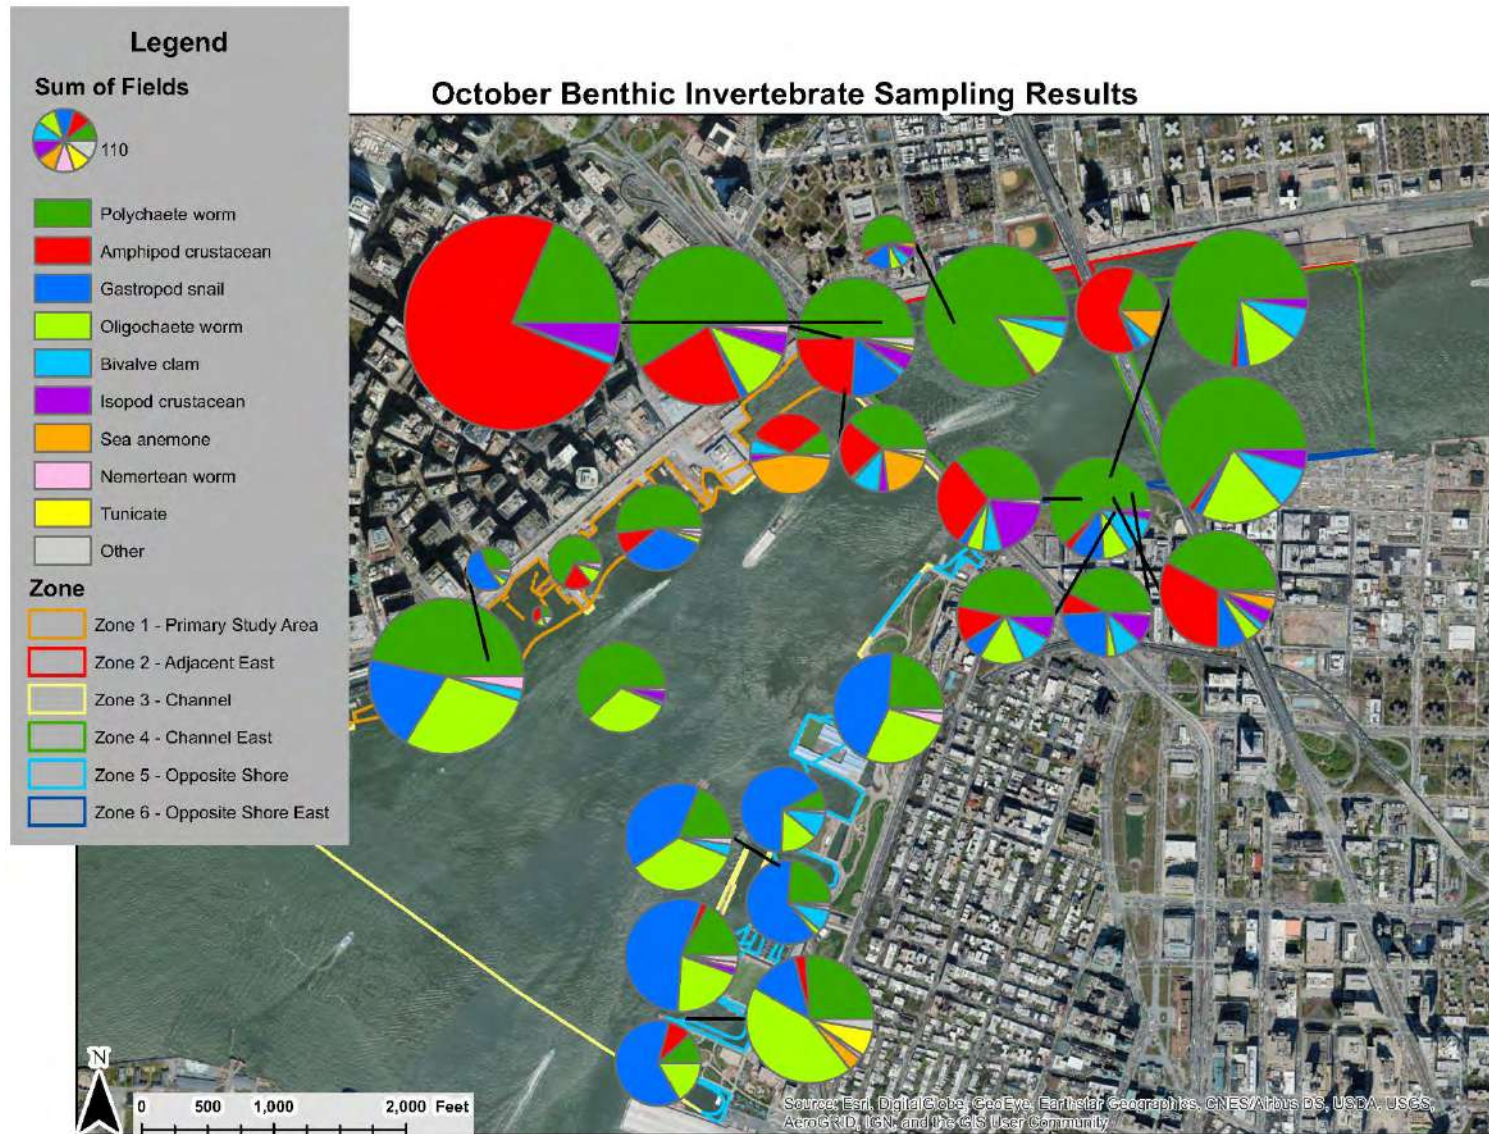 Legend
Sum of Fields
110
Polychaete worm
Amphipod crustacean
Gastropod snail
Oligochaete worm
Bivalve clam
Isopod crustacean
Sea anemone
Nemertean worm
Tunicate
Other
Zone
Zone 1 - Primary Study Area
Zone 2 - Adjacent East
Zone 3 - Channel
Zone 4 - Channel East
Zone 5 - Opposite Shore
Zone 6 - Opposite Shore East
October Benthic Invertebrate Sampling Results
N
0 500 1,000 2,000 Feet
Source: Esri, DigitalGlobe, GeoEye, Earthstar Geographics, CNES/Airbus DS, USDA, USGS,
AeroGRID, IGN, and the GIS User Community